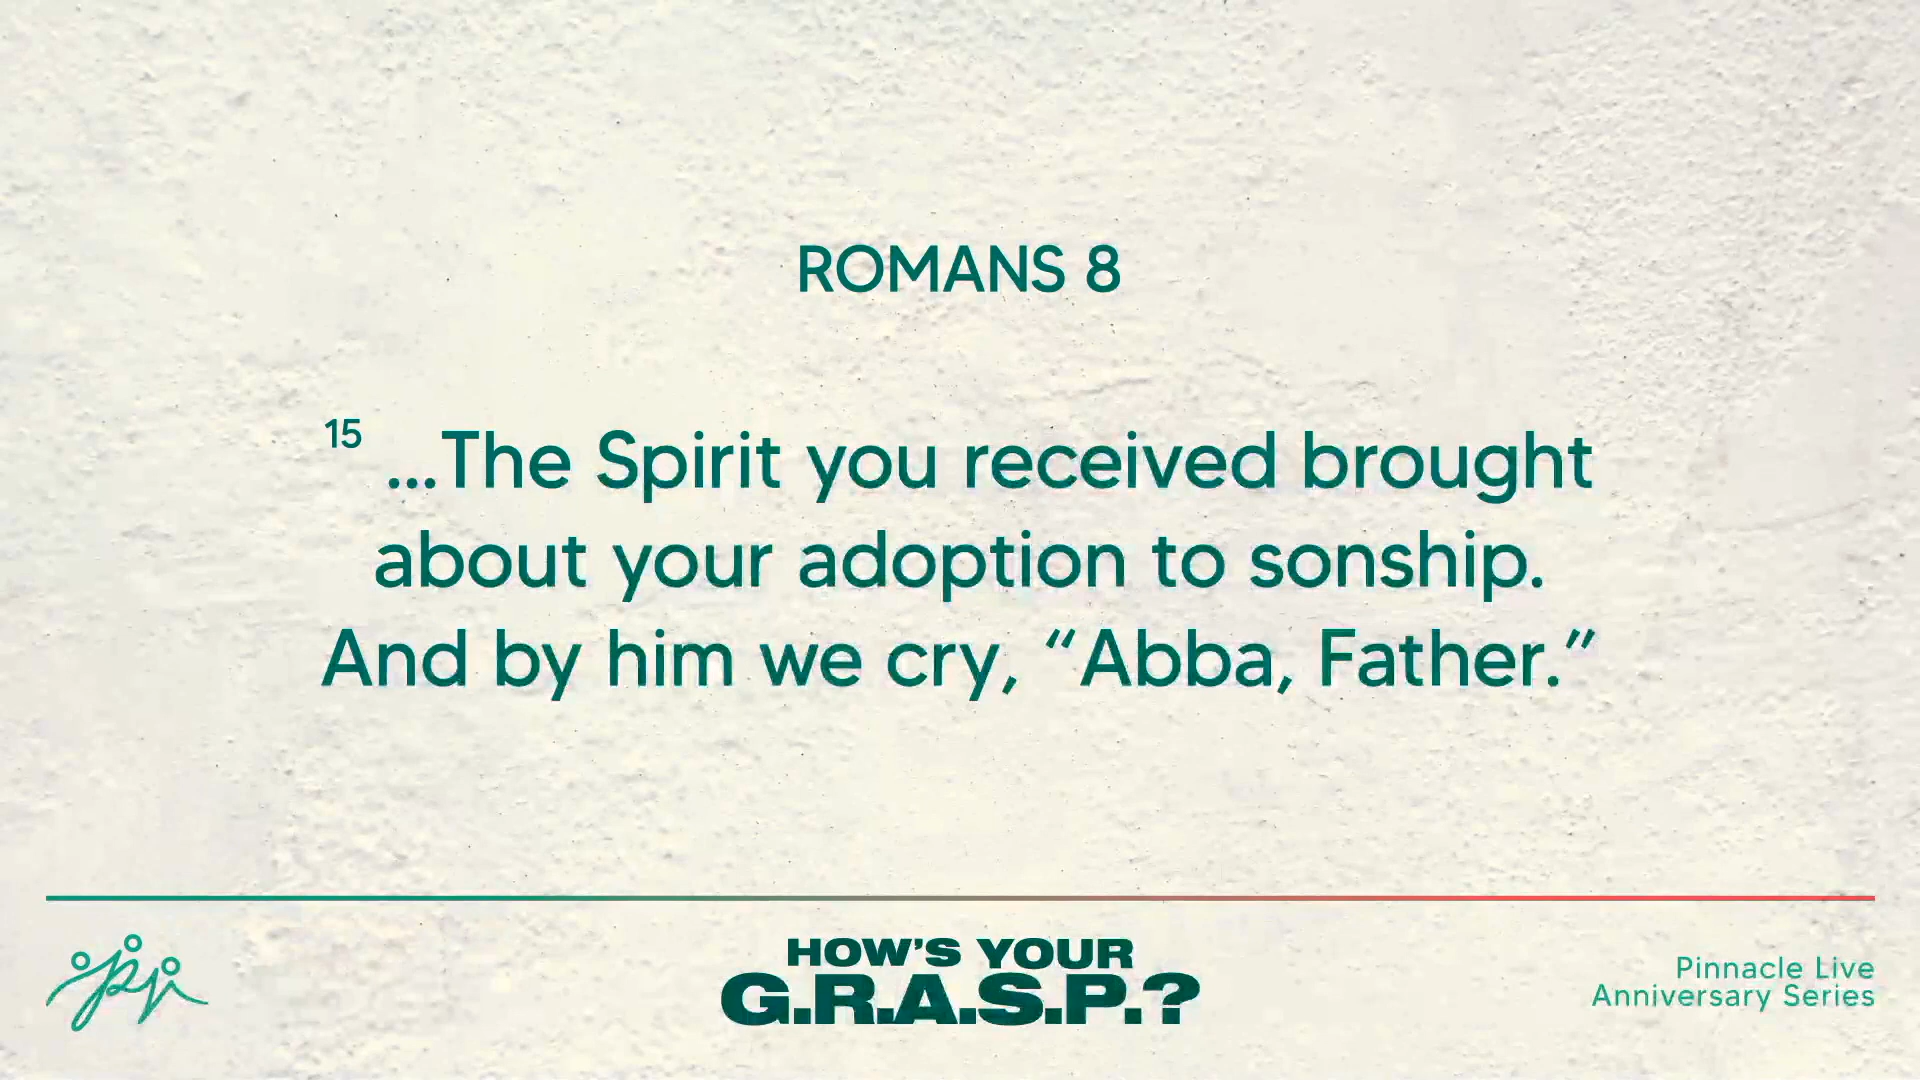 ROMANS 8
15 ...The Spirit you received brought
about your adoption to sonship.
And by him we cry, “Abba, Father.”
HOW'S YOUR
G.R.A.S.P.?
Pinnacle Live
Anniversary Series